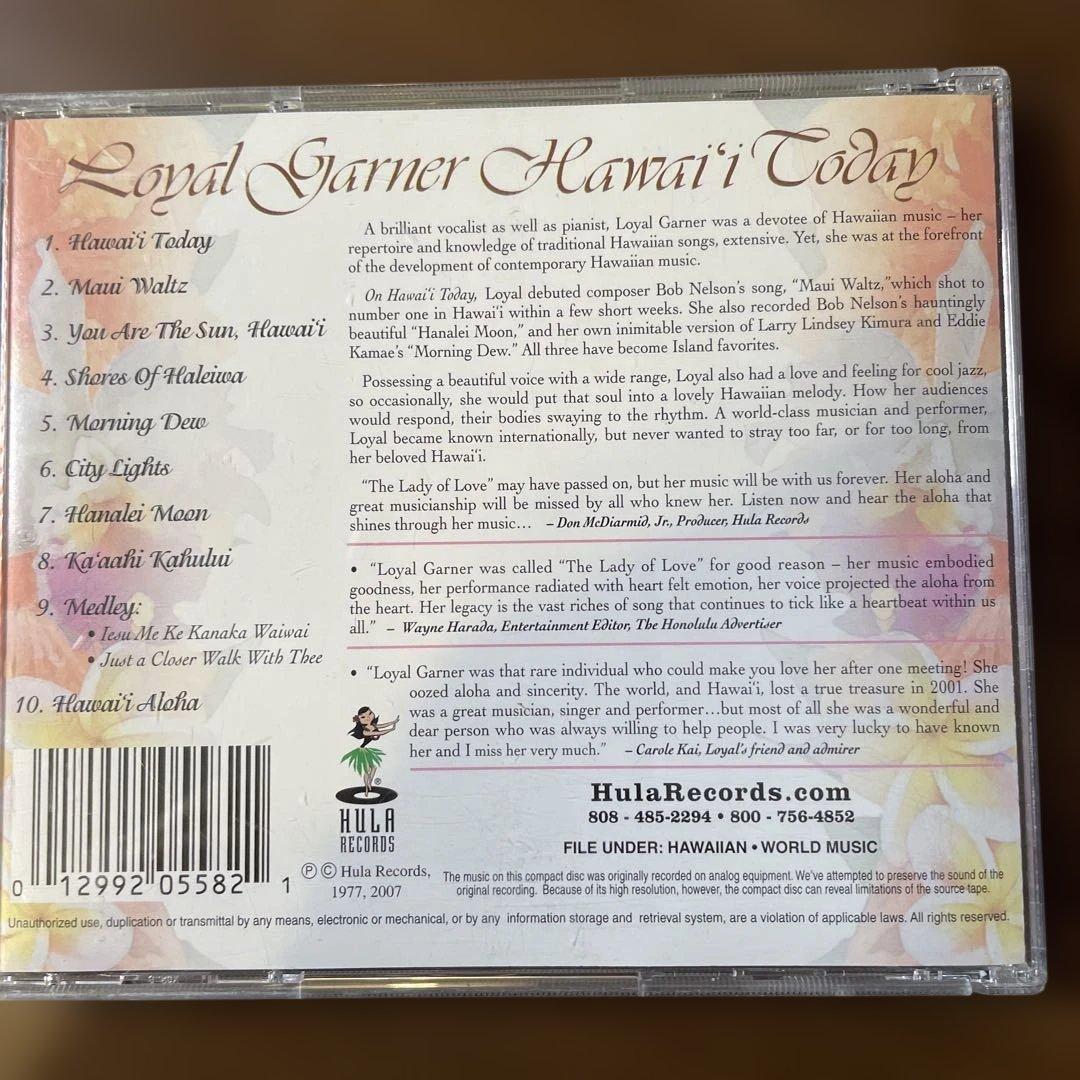 Loyal Garner Hawai‘i Today
1. Hawai‘i Today
2. Maui Waltz
3. You Are The Sun, Hawai‘i
4. Shores Of Haleiwa
5. Morning Dew
6. City Lights
7. Hanalei Moon
8. Ka‘aahi Kahului
9. Medley:
• Iesu Me Ke Kanaka Waiwai
• Just a Closer Walk With Thee
10. Hawai‘i Aloha
A brilliant vocalist as well as pianist, Loyal Garner was a devotee of Hawaiian music – her
repertoire and knowledge of traditional Hawaiian songs, extensive. Yet, she was at the forefront
of the development of contemporary Hawaiian music.
On Hawai‘i Today, Loyal debuted composer Bob Nelson’s song, “Maui Waltz,”which shot to
number one in Hawai‘i within a few short weeks. She also recorded Bob Nelson’s hauntingly
beautiful “Hanalei Moon,” and her own inimitable version of Larry Lindsey Kimura and Eddie
Kamae’s “Morning Dew.” All three have become Island favorites.
Possessing a beautiful voice with a wide range, Loyal also had a love and feeling for cool jazz,
so occasionally, she would put that soul into a lovely Hawaiian melody. How her audiences
would respond, their bodies swaying to the rhythm. A world-class musician and performer,
Loyal became known internationally, but never wanted to stray too far, or for too long, from
her beloved Hawai‘i.
“The Lady of Love” may have passed on, but her music will be with us forever. Her aloha and
great musicianship will be missed by all who knew her. Listen now and hear the aloha that
shines through her music… – Don McDiarmid, Jr., Producer, Hula Records
• “Loyal Garner was called “The Lady of Love” for good reason – her music embodied
goodness, her performance radiated with heart felt emotion, her voice projected the aloha from
the heart. Her legacy is the vast riches of song that continues to tick like a heartbeat within us
all.” – Wayne Harada, Entertainment Editor, The Honolulu Advertiser
• “Loyal Garner was that rare individual who could make you love her after one meeting! She
oozed aloha and sincerity. The world, and Hawai‘i, lost a true treasure in 2001. She
was a great musician, singer and performer…but most of all she was a wonderful and
dear person who was always willing to help people. I was very lucky to have known
her and I miss her very much.” – Carole Kai, Loyal’s friend and admirer
®
HULA
RECORDS
HulaRecords.com
808 - 485-2294 • 800 - 756-4852
FILE UNDER: HAWAIIAN • WORLD MUSIC
0 12992 05582 1
℗ © Hula Records,
1977, 2007
The music on this compact disc was originally recorded on analog equipment. We’ve attempted to preserve the sound of the
original recording. Because of its high resolution, however, the compact disc can reveal limitations of the source tape.
Unauthorized use, duplication or transmittal by any means, electronic or mechanical, or by any information storage and retrieval system, are a violation of applicable laws. All rights reserved.